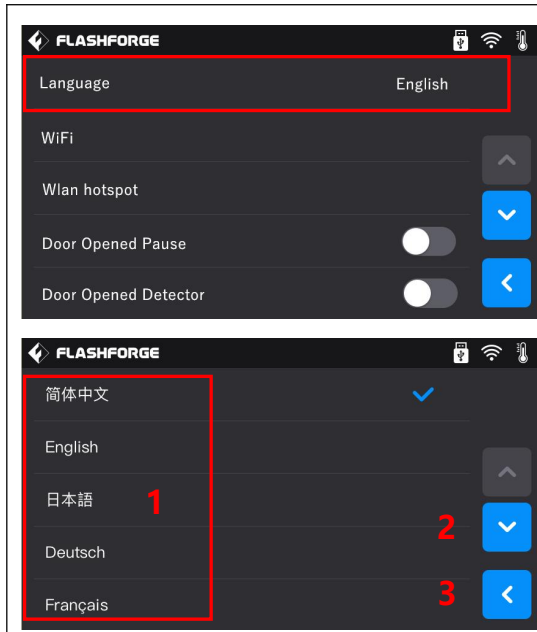 FLASHFORGE
Language English
WiFi
Wlan hotspot
Door Opened Pause
Door Opened Detector
FLASHFORGE
简体中文
English
日本語 1
2
Deutsch
3
Français